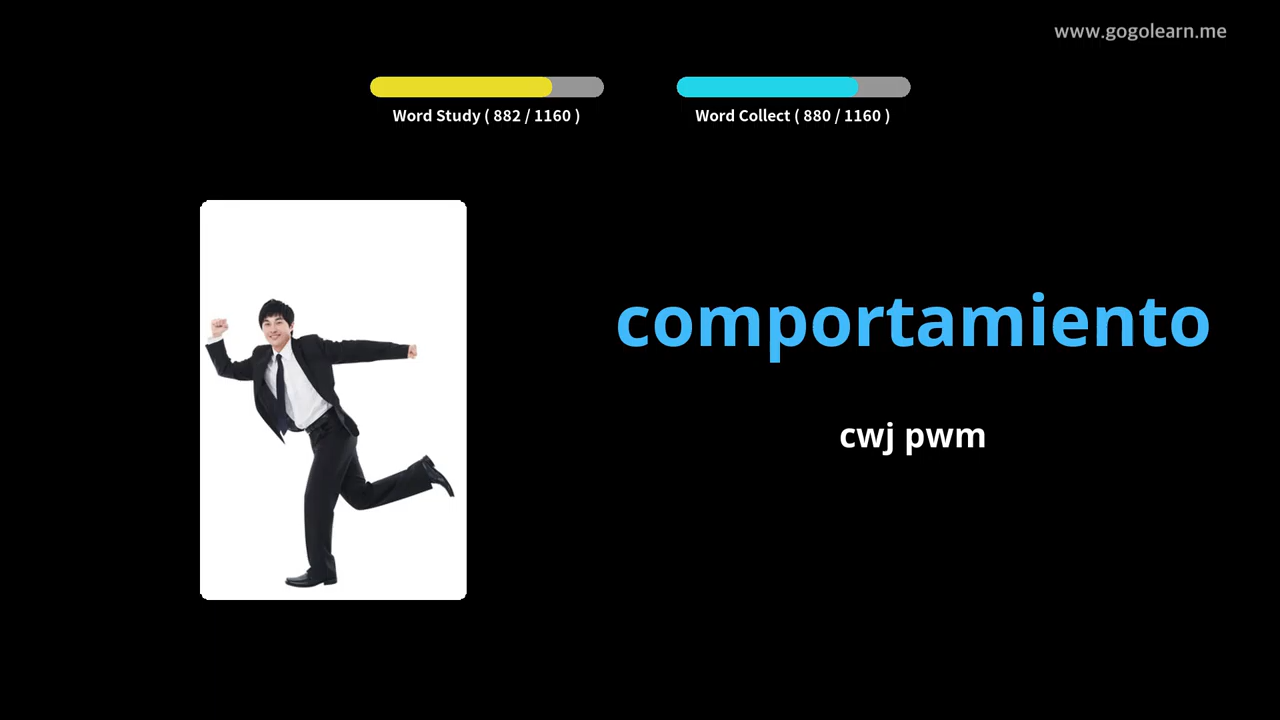 www.gogolearn.me
Word Study ( 882 / 1160 )
Word Collect ( 880 / 1160 )
comportamiento
cwj pwm